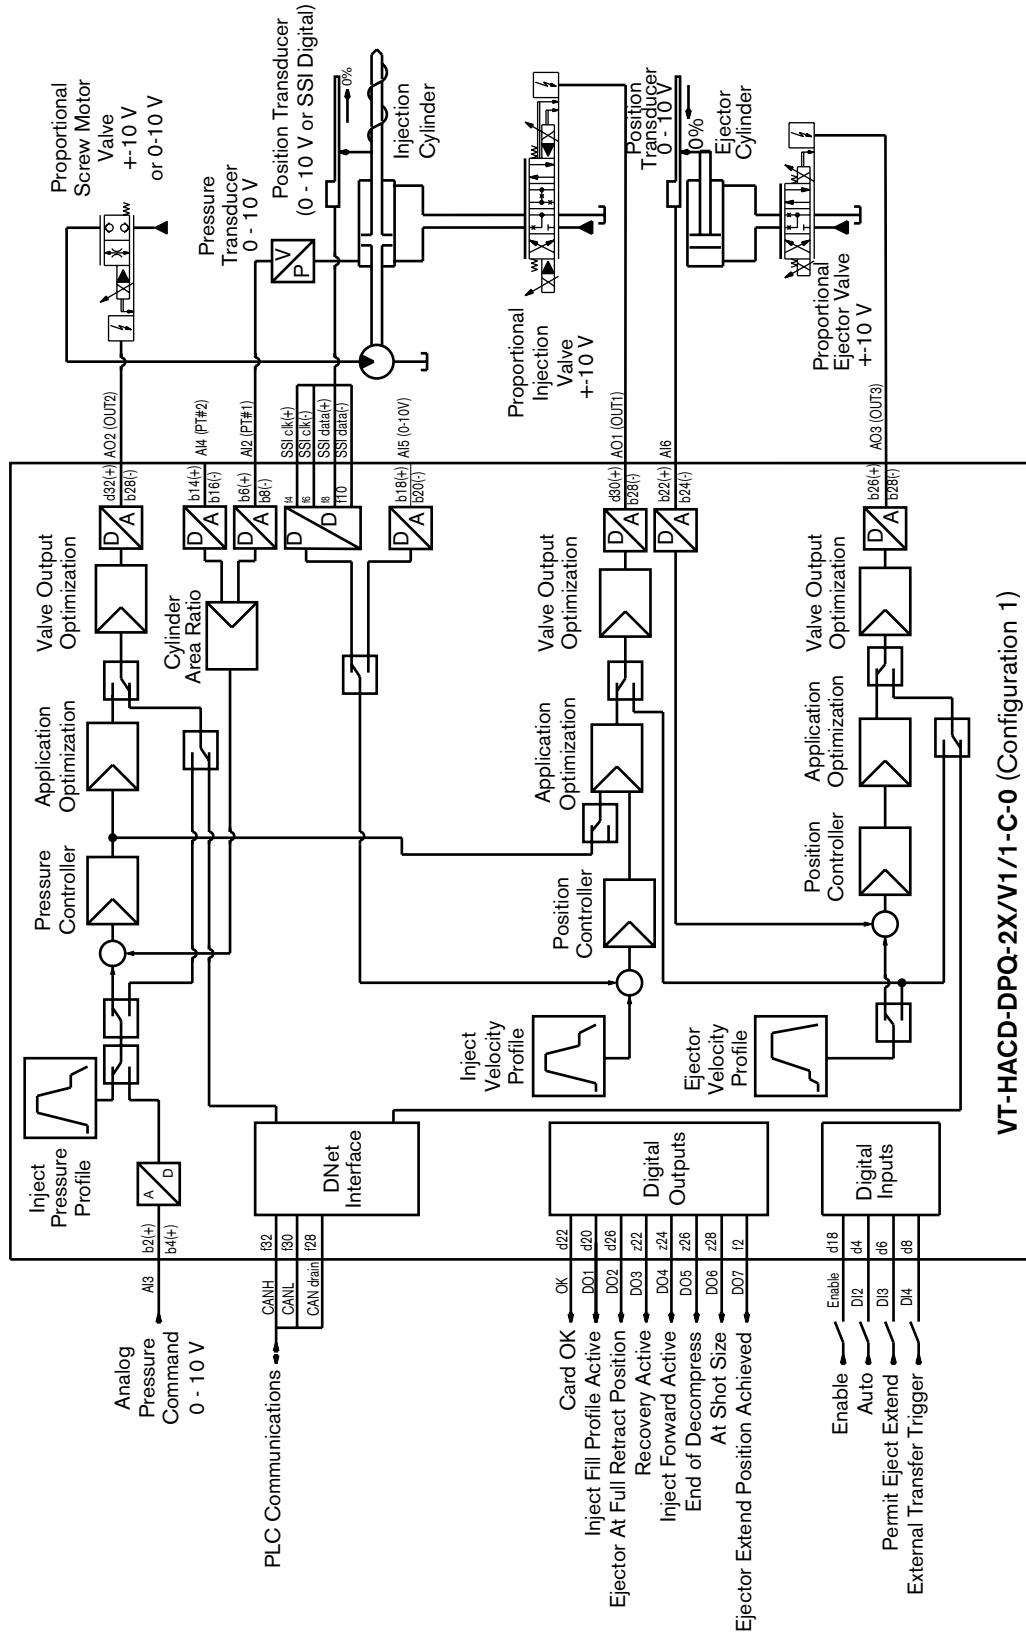 Analog
Pressure
Command
0 - 10 V
AI3
b2(+)
b4(+)
A
D
Inject
Pressure
Profile
Pressure
Controller
Application
Optimization
Valve Output
Optimization
D
A
d32(+)
b28(-)
AO2 (OUT2)
Proportional
Screw Motor
Valve
+-10 V
or 0-10 V
Cylinder
Area Ratio
D
A
b14(+)
b16(-)
AI4 (PT#2)
D
A
b6(+)
b8(-)
AI2 (PT#1)
Pressure
Transducer
0 - 10 V
V
P
D
D
f4
f6
f8
f10
SSI clk(+)
SSI clk(-)
SSI data(+)
SSI data(-)
Position Transducer
(0 - 10 V or SSI Digital)
0%
Injection
Cylinder
D
A
b18(+)
b20(-)
AI5 (0-10V)
PLC Communications
CANH
CANL
CAN drain
f32
f30
f28
DNet
Interface
Inject
Velocity
Profile
Position
Controller
Application
Optimization
Valve Output
Optimization
D
A
d30(+)
b28(-)
AO1 (OUT1)
Proportional
Injection
Valve
+-10 V
D
A
b22(+)
b24(-)
AI6
Position
Transducer
0 - 10 V
0%
Ejector
Cylinder
Card OK
OK
d22
Inject Fill Profile Active
DO1
d20
Ejector At Full Retract Position
DO2
d26
Recovery Active
DO3
z22
Inject Forward Active
DO4
z24
End of Decompress
DO5
z26
At Shot Size
DO6
z28
Ejector Extend Position Achieved
DO7
f2
Digital
Outputs
Ejector
Velocity
Profile
Position
Controller
Application
Optimization
Valve Output
Optimization
D
A
b26(+)
b28(-)
AO3 (OUT3)
Proportional
Ejector Valve
+-10 V
Enable
Enable
d18
Auto
DI2
d4
Permit Eject Extend
DI3
d6
External Transfer Trigger
DI4
d8
Digital
Inputs
VT-HACD-DPQ-2X/V1/1-C-0 (Configuration 1)